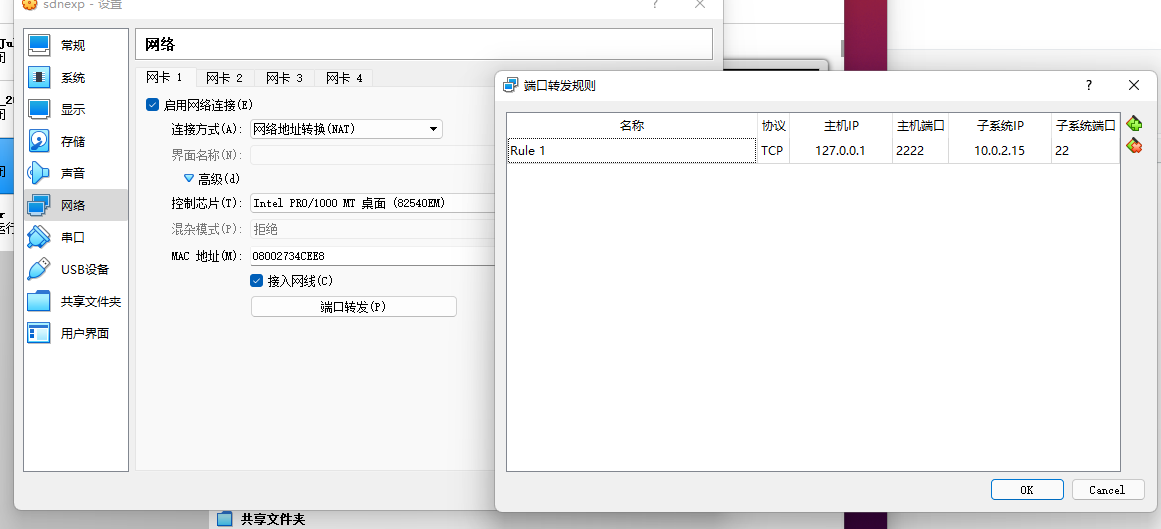 sdnexp - 设置
?
常规
系统
显示
存储
声音
网络
串口
USB设备
共享文件夹
用户界面
网络
网卡 1
网卡 2
网卡 3
网卡 4
启用网络连接(E)
连接方式(A): 网络地址转换(NAT)
界面名称(N):
高级(d)
控制芯片(T): Intel PRO/1000 MT 桌面 (82540EM)
混杂模式(P): 拒绝
MAC 地址(M): 08002734CEE8
接入网线(C)
端口转发(P)
端口转发规则
?
名称 协议 主机IP 主机端口 子系统IP 子系统端口
Rule 1 TCP 127.0.0.1 2222 10.0.2.15 22
OK Cancel
共享文件夹